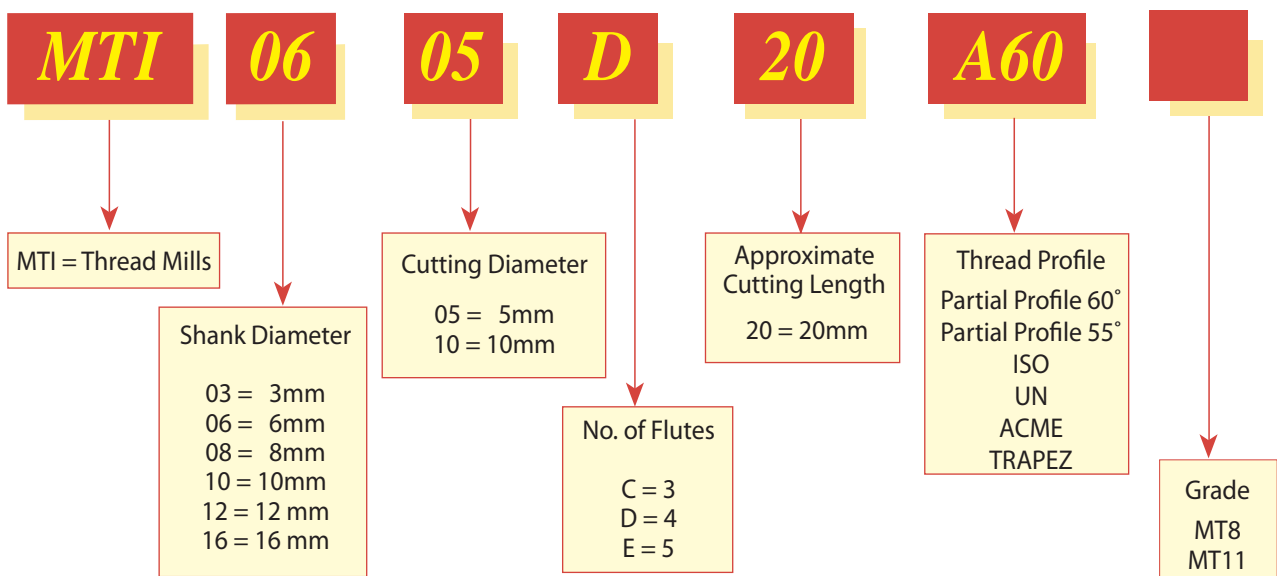 MTI 06 05 D 20 A60
MTI = Thread Mills
Shank Diameter
03 = 3mm
06 = 6mm
08 = 8mm
10 = 10mm
12 = 12 mm
16 = 16 mm
Cutting Diameter
05 = 5mm
10 = 10mm
No. of Flutes
C = 3
D = 4
E = 5
Approximate
Cutting Length
20 = 20mm
Thread Profile
Partial Profile 60°
Partial Profile 55°
ISO
UN
ACME
TRAPEZ
Grade
MT8
MT11